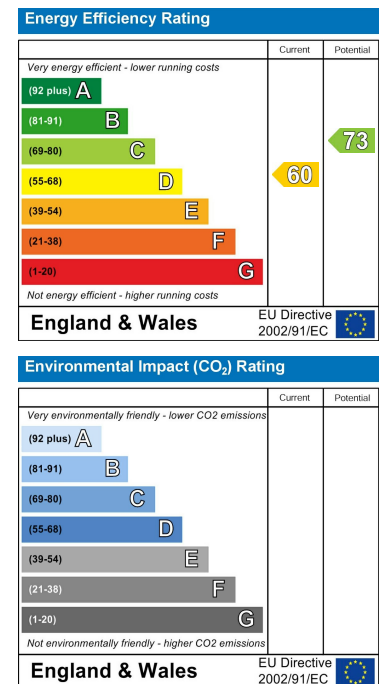 Energy Efficiency Rating
Current Potential
Very energy efficient - lower running costs
(92 plus) A
(81-91) B
(69-80) C
(55-68) D
(39-54) E
(21-38) F
(1-20) G
73
60
Not energy efficient - higher running costs
England & Wales
EU Directive
2002/91/EC
Environmental Impact (CO₂) Rating
Current Potential
Very environmentally friendly - lower CO2 emissions
(92 plus) A
(81-91) B
(69-80) C
(55-68) D
(39-54) E
(21-38) F
(1-20) G
Not environmentally friendly - higher CO2 emissions
England & Wales
EU Directive
2002/91/EC